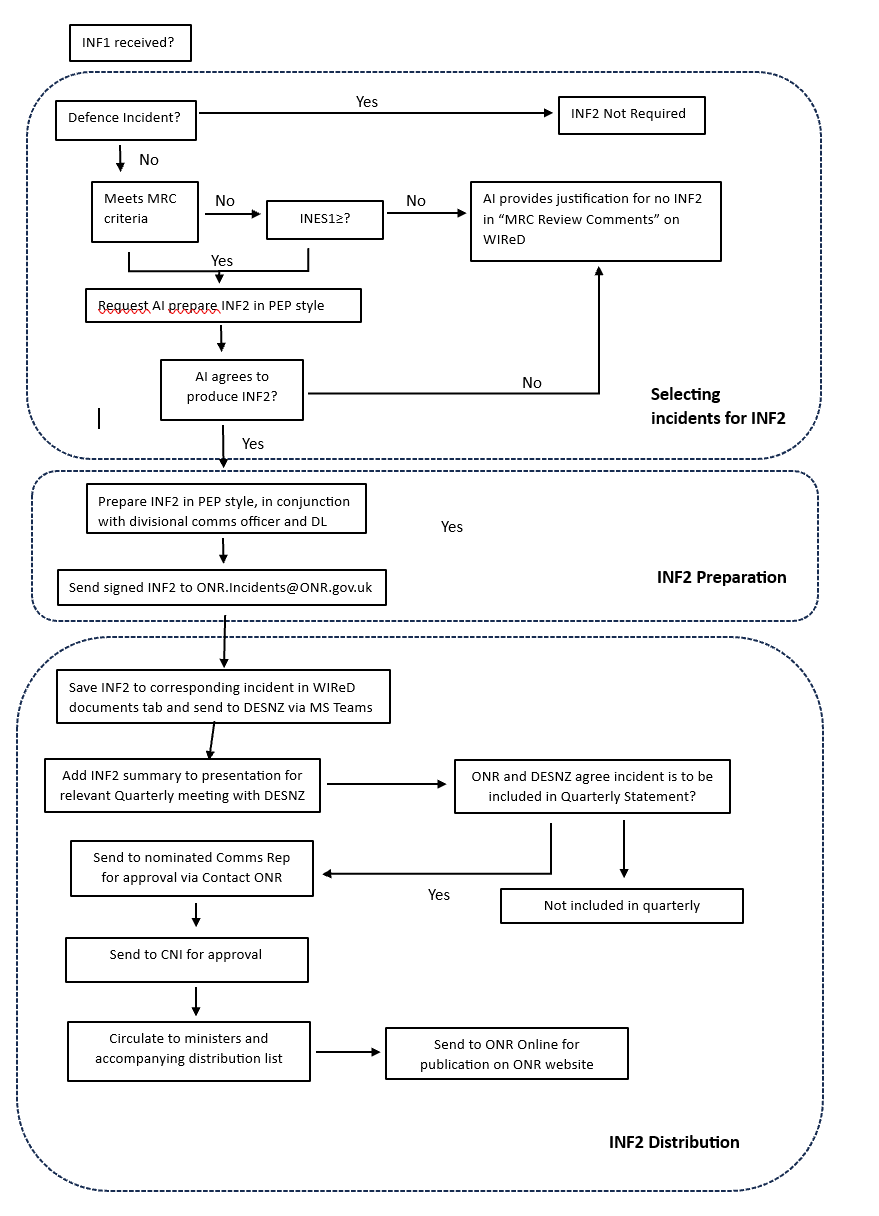 INF1 received?
Defence Incident?
Yes
INF2 Not Required
No
Meets MRC
criteria
No
INES1≥?
No
AI provides justification for no INF2
in “MRC Review Comments” on
WIReD
Yes
Request AI prepare INF2 in PEP style
AI agrees to
produce INF2?
No
Selecting
incidents for INF2
Yes
Prepare INF2 in PEP style, in conjunction
with divisional comms officer and DL
Yes
Send signed INF2 to ONR.Incidents@ONR.gov.uk
INF2 Preparation
Save INF2 to corresponding incident in WIReD
documents tab and send to DESNZ via MS Teams
Add INF2 summary to presentation for
relevant Quarterly meeting with DESNZ
ONR and DESNZ agree incident is to be
included in Quarterly Statement?
Send to nominated Comms Rep
for approval via Contact ONR
Yes
Not included in quarterly
Send to CNI for approval
Circulate to ministers and
accompanying distribution list
Send to ONR Online for
publication on ONR website
INF2 Distribution